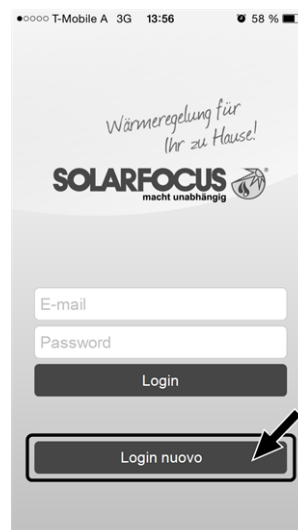 T-Mobile A 3G 13:56 58 %
Wärmeregelung für
Ihr zu Hause!
SOLARFOCUS
macht unabhängig
E-mail
Password
Login
Login nuovo